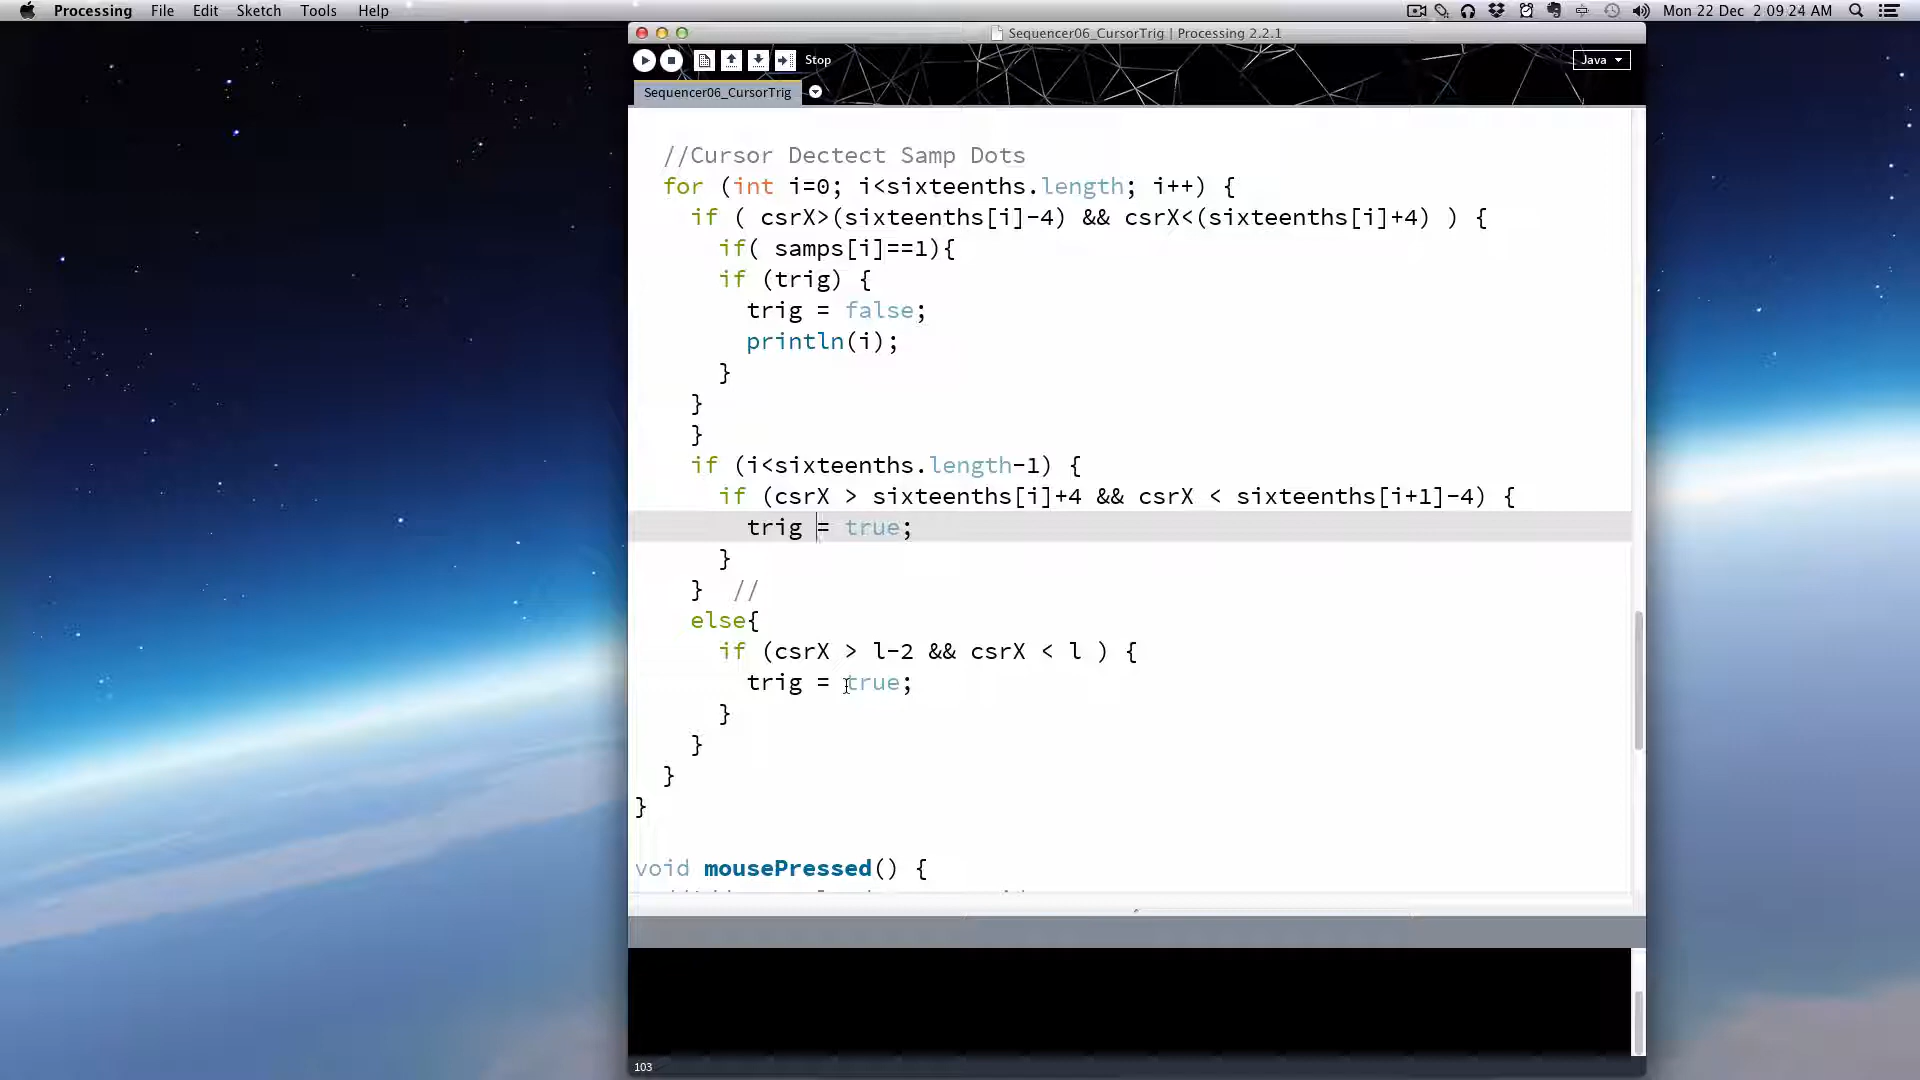 Processing File Edit Sketch Tools Help
Mon 22 Dec 2 09:24 AM
Sequencer06_CursorTrig | Processing 2.2.1
Stop
Java
Sequencer06_CursorTrig
//Cursor Dectect Samp Dots
for (int i=0; i<sixteenths.length; i++) {
if ( csrX>(sixteenths[i]-4) && csrX<(sixteenths[i]+4) ) {
if( samps[i]==1){
if (trig) {
trig = false;
println(i);
}
}
}
if (i<sixteenths.length-1) {
if (csrX > sixteenths[i]+4 && csrX < sixteenths[i+1]-4) {
trig = true;
}
} //
else{
if (csrX > l-2 && csrX < l ) {
trig = true;
}
}
}
}
void mousePressed() {
103